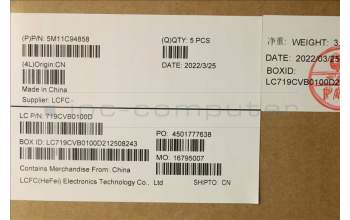 (P)P/N: 5M11C94858
(Q)QTY: 5 PCS
(4L)Origin:CN
DATE: 2022/3/25
Made in China
Supplier: LCFC-
净重: WEIGHT: 3.
DATE: 2022/03/25
BOXID:
LC719CVB0100D
LC P/N: 719CVB0100D
PO: 4501777638
BOX ID: LC719CVB0100D212508243
MO: 16795007
Contains Merchandise From: China
LCFC(HeFei) Electronics Technology Co., Ltd
SHIPTO: CN